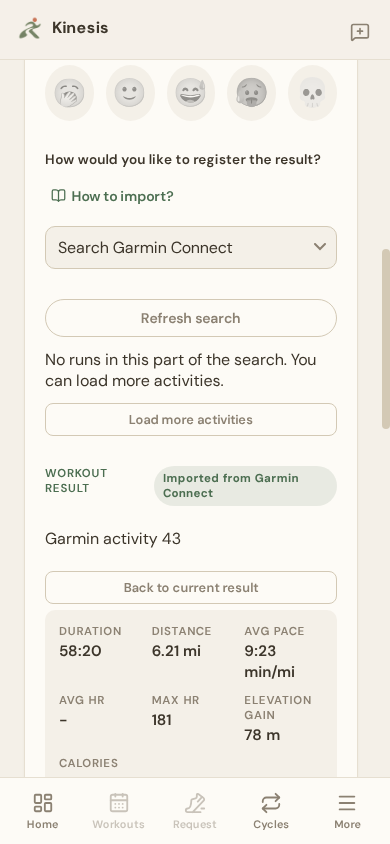 Kinesis
How would you like to register the result?
How to import?
Search Garmin Connect
Refresh search
No runs in this part of the search. You
can load more activities.
Load more activities
WORKOUT
RESULT
Imported from Garmin
Connect
Garmin activity 43
Back to current result
DURATION DISTANCE AVG PACE
58:20 6.21 mi 9:23
min/mi
AVG HR MAX HR ELEVATION
GAIN
– 181 78 m
CALORIES
Home Workouts Request Cycles More